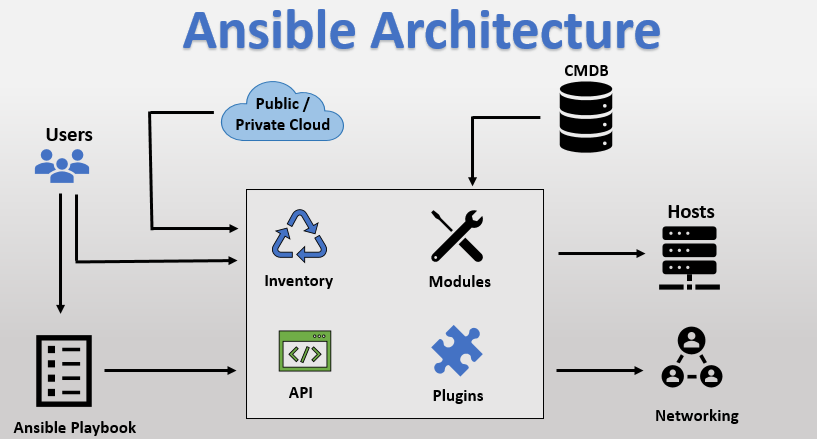 Ansible Architecture
CMDB
Public /
Private Cloud
Users
Hosts
Inventory
Modules
API
Plugins
Networking
Ansible Playbook